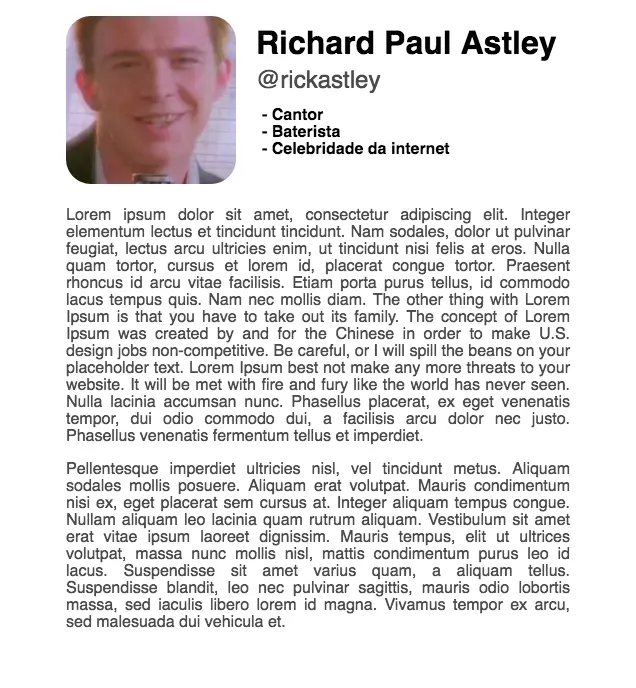 Richard Paul Astley
@rickastley
- Cantor
- Baterista
- Celebridade da internet
Lorem ipsum dolor sit amet, consectetur adipiscing elit. Integer
elementum lectus et tincidunt tincidunt. Nam sodales, dolor ut pulvinar
feugiat, lectus arcu ultricies enim, ut tincidunt nisi felis at eros. Nulla
quam tortor, cursus et lorem id, placerat congue tortor. Praesent
rhoncus id arcu vitae facilisis. Etiam porta purus tellus, id commodo
lacus tempus quis. Nam nec mollis diam. The other thing with Lorem
Ipsum is that you have to take out its family. The concept of Lorem
Ipsum was created by and for the Chinese in order to make U.S.
design jobs non-competitive. Be careful, or I will spill the beans on your
placeholder text. Lorem Ipsum best not make any more threats to your
website. It will be met with fire and fury like the world has never seen.
Nulla lacinia accumsan nunc. Phasellus placerat, ex eget venenatis
tempor, dui odio commodo dui, a facilisis arcu dolor nec justo.
Phasellus venenatis fermentum tellus et imperdiet.
Pellentesque imperdiet ultricies nisl, vel tincidunt metus. Aliquam
sodales mollis posuere. Aliquam erat volutpat. Mauris condimentum
nisi ex, eget placerat sem cursus at. Integer aliquam tempus congue.
Nullam aliquam leo lacinia quam rutrum aliquam. Vestibulum sit amet
erat vitae ipsum laoreet dignissim. Mauris tempus, elit ut ultrices
volutpat, massa nunc mollis nisl, mattis condimentum purus leo id
lacus. Suspendisse sit amet varius quam, a aliquam tellus.
Suspendisse blandit, leo nec pulvinar sagittis, mauris odio lobortis
massa, sed iaculis libero lorem id magna. Vivamus tempor ex arcu,
sed malesuada dui vehicula et.